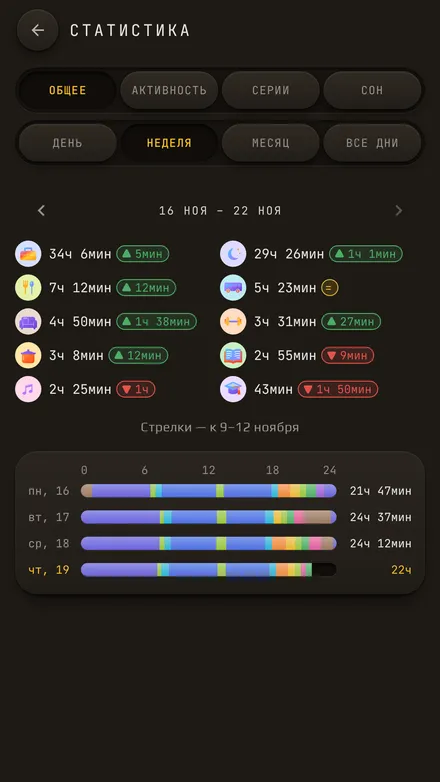 СТАТИСТИКА
ОБЩЕЕ АКТИВНОСТЬ СЕРИИ СОН
ДЕНЬ НЕДЕЛЯ МЕСЯЦ ВСЕ ДНИ
16 НОЯ – 22 НОЯ
34ч 6мин 5мин 29ч 26мин 1ч 1мин
7ч 12мин 12мин 5ч 23мин =
4ч 50мин 1ч 38мин 3ч 31мин 27мин
3ч 8мин 12мин 2ч 55мин 9мин
2ч 25мин 1ч 43мин 1ч 50мин
Стрелки — к 9–12 ноября
0 6 12 18 24
пн, 16 21ч 47мин
вт, 17 24ч 37мин
ср, 18 24ч 12мин
чт, 19 22ч